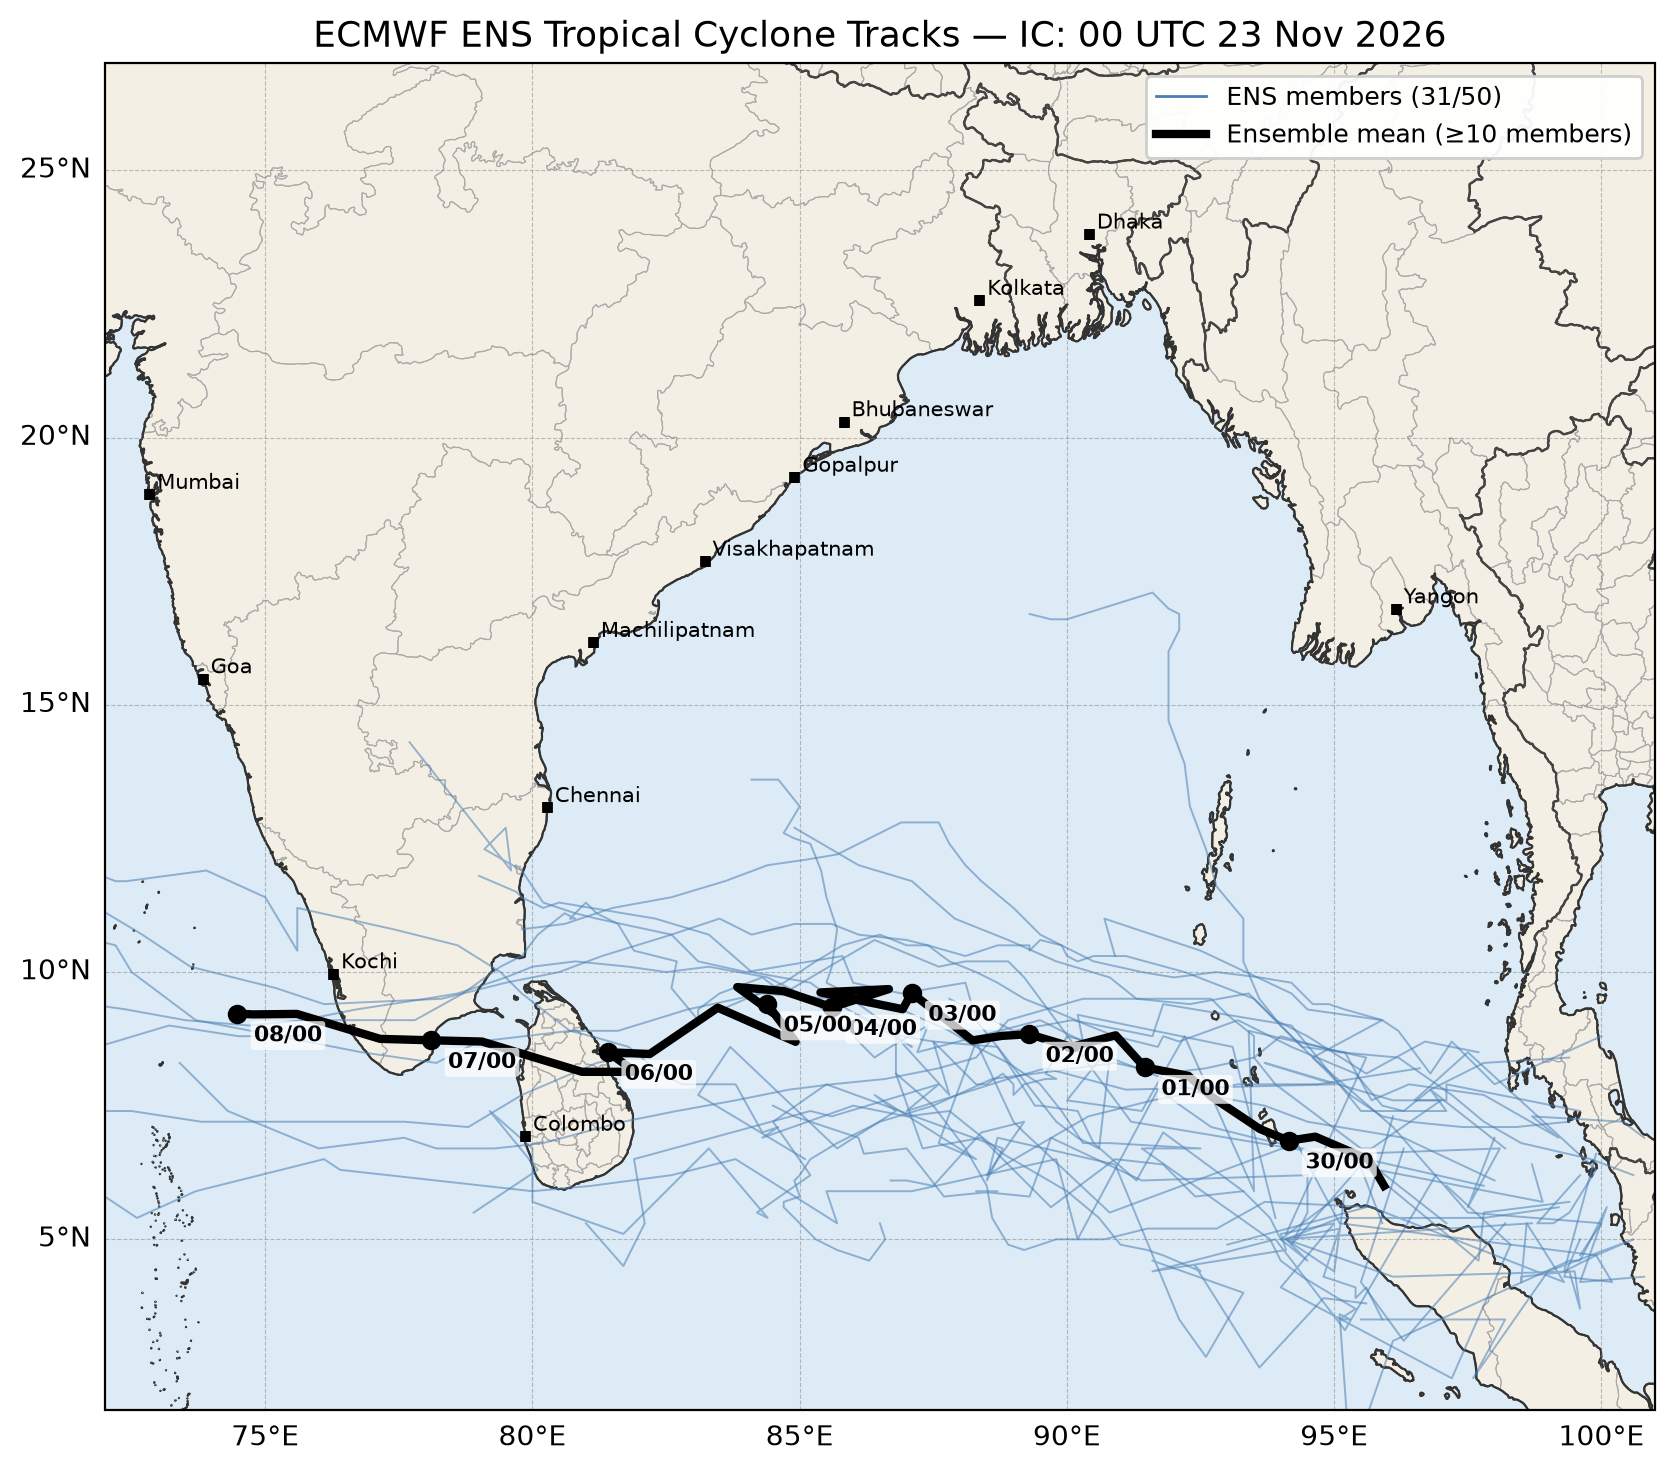 ECMWF ENS Tropical Cyclone Tracks — IC: 00 UTC 23 Nov 2026
ENS members (31/50)
Ensemble mean (≥10 members)
25°N
20°N
15°N
10°N
5°N
Dhaka
Kolkata
Bhubaneswar
Gopalpur
Mumbai
Visakhapatnam
Yangon
Machilipatnam
Goa
Chennai
Kochi
Colombo
08/00
07/00
06/00
05/00
04/00
03/00
02/00
01/00
30/00
75°E
80°E
85°E
90°E
95°E
100°E